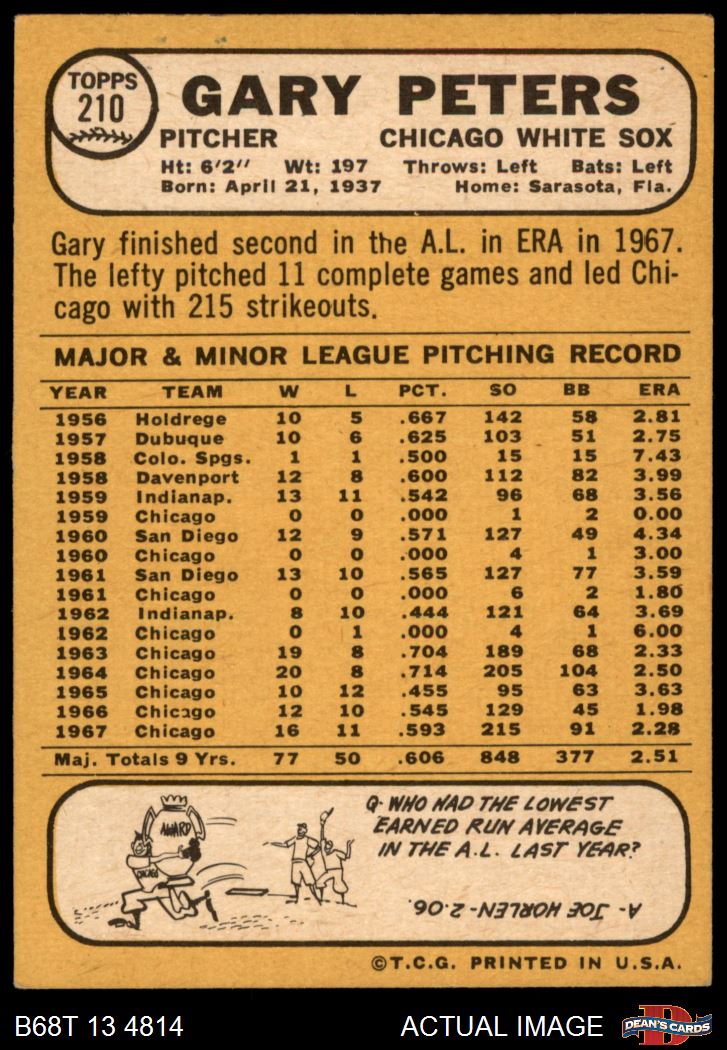 TOPPS
210
GARY PETERS
PITCHER CHICAGO WHITE SOX
Ht: 6'2'' Wt: 197 Throws: Left Bats: Left
Born: April 21, 1937 Home: Sarasota, Fla.
Gary finished second in the A.L. in ERA in 1967.
The lefty pitched 11 complete games and led Chi-
cago with 215 strikeouts.
MAJOR & MINOR LEAGUE PITCHING RECORD
YEAR TEAM W L PCT. SO BB ERA
1956 Holdrege 10 5 .667 142 58 2.81
1957 Dubuque 10 6 .625 103 51 2.75
1958 Colo. Spgs. 1 1 .500 15 15 7.43
1958 Davenport 12 8 .600 112 82 3.99
1959 Indianap. 13 11 .542 96 68 3.56
1959 Chicago 0 0 .000 1 2 0.00
1960 San Diego 12 9 .571 127 49 4.34
1960 Chicago 0 0 .000 4 1 3.00
1961 San Diego 13 10 .565 127 77 3.59
1961 Chicago 0 0 .000 6 2 1.80
1962 Indianap. 8 10 .444 121 64 3.69
1962 Chicago 0 1 .000 4 1 6.00
1963 Chicago 19 8 .704 189 68 2.33
1964 Chicago 20 8 .714 205 104 2.50
1965 Chicago 10 12 .455 95 63 3.63
1966 Chicago 12 10 .545 129 45 1.98
1967 Chicago 16 11 .593 215 91 2.28
Maj. Totals 9 Yrs. 77 50 .606 848 377 2.51
AWARD
CHICAGO
Q- WHO HAD THE LOWEST
EARNED RUN AVERAGE
IN THE A.L. LAST YEAR?
A- JOE HORLEN-2.06.
©T.C.G. PRINTED IN U.S.A.
B68T 13 4814 ACTUAL IMAGE
D
DEAN'S CARDS